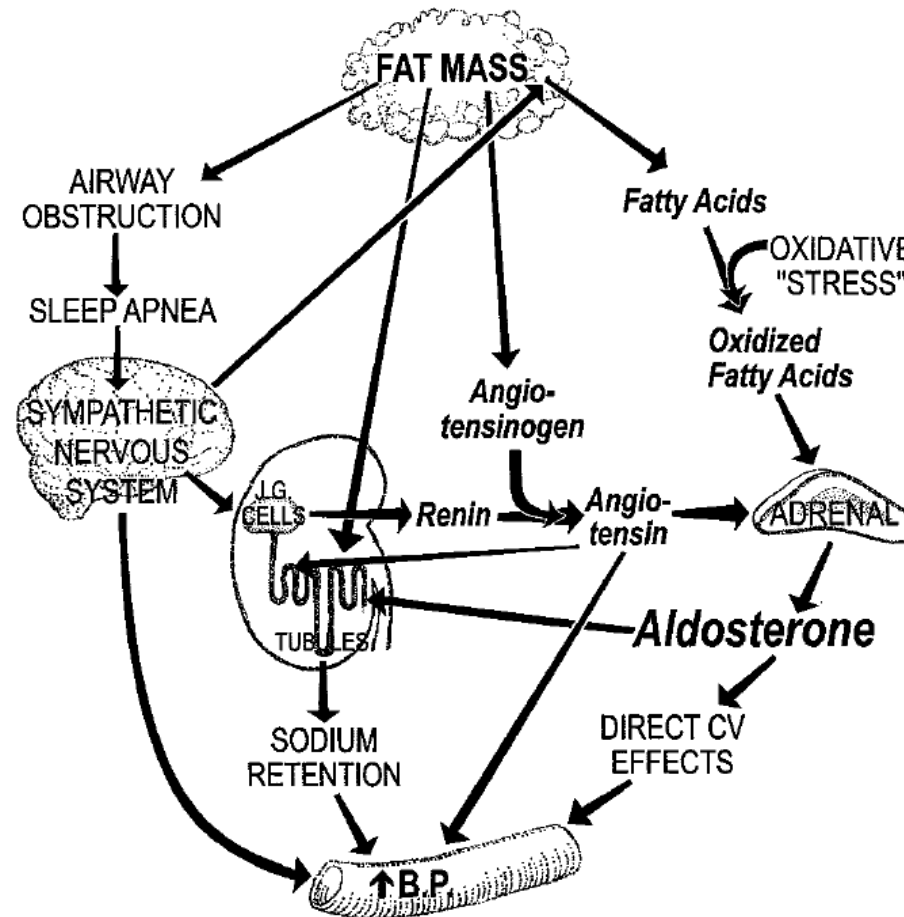 FAT MASS
AIRWAY
OBSTRUCTION
Fatty Acids
OXIDATIVE
"STRESS"
SLEEP APNEA
Oxidized
Fatty Acids
SYMPATHETIC
NERVOUS
SYSTEM
Angio-
tensinogen
J.G.
CELLS
Renin
Angio-
tensin
ADRENAL
TUBULES
Aldosterone
SODIUM
RETENTION
DIRECT CV
EFFECTS
↑B.P.